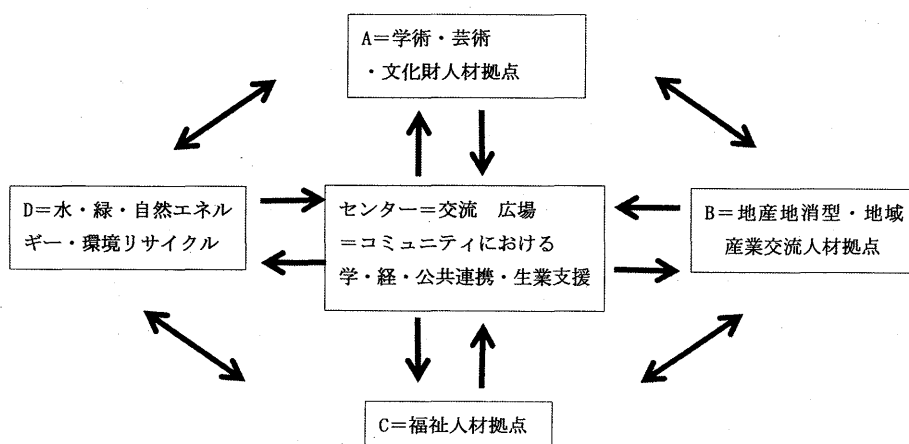 A=学術・芸術
・文化財人材拠点
D=水・緑・自然エネル
ギー・環境リサイクル
センター=交流　広場
=コミュニティにおける
学・経・公共連携・生業支援
B=地産地消型・地域
産業交流人材拠点
C=福祉人材拠点